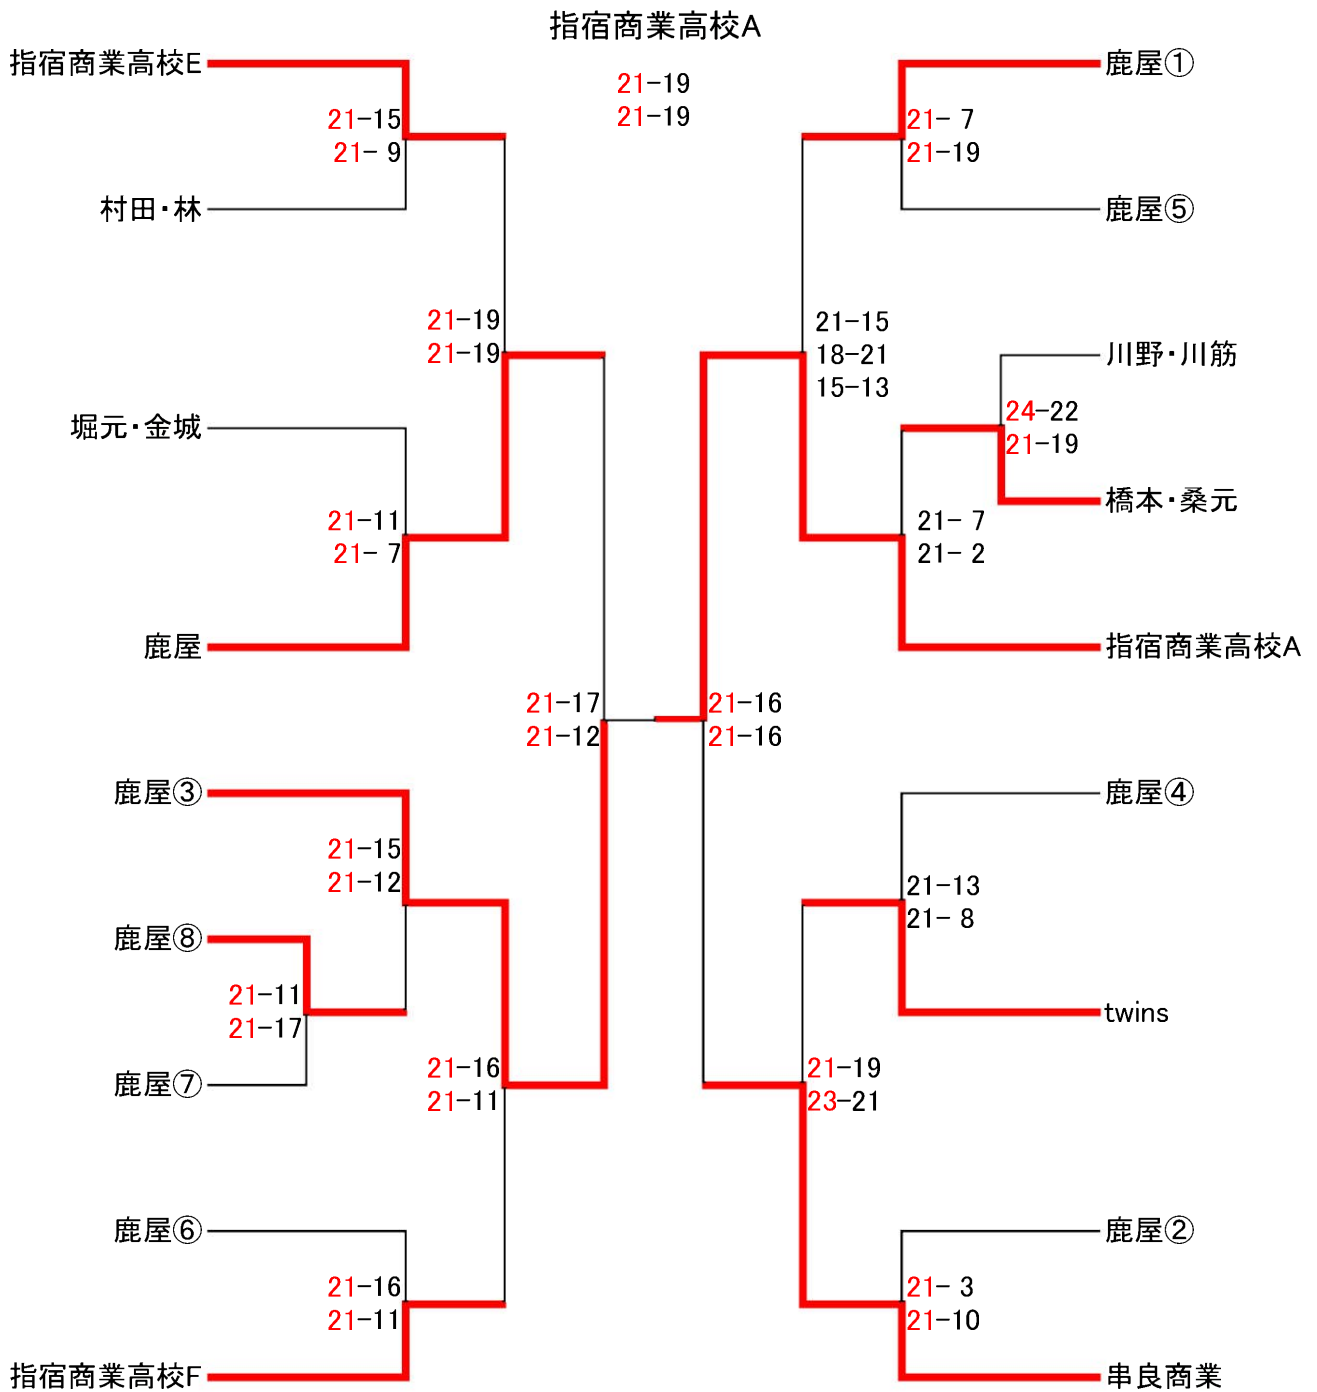 指宿商業高校A
21-19
21-19
指宿商業高校E
21-15
21- 9
村田・林
21-19
21-19
堀元・金城
21-11
21- 7
鹿屋
21-17
21-12
鹿屋③
21-15
21-12
鹿屋⑧
21-11
21-17
鹿屋⑦
21-16
21-11
鹿屋⑥
21-16
21-11
指宿商業高校F
鹿屋①
21- 7
21-19
鹿屋⑤
21-15
18-21
15-13
川野・川筋
24-22
21-19
橋本・桑元
21- 7
21- 2
指宿商業高校A
21-16
21-16
鹿屋④
21-13
21- 8
twins
21-19
23-21
鹿屋②
21- 3
21-10
串良商業